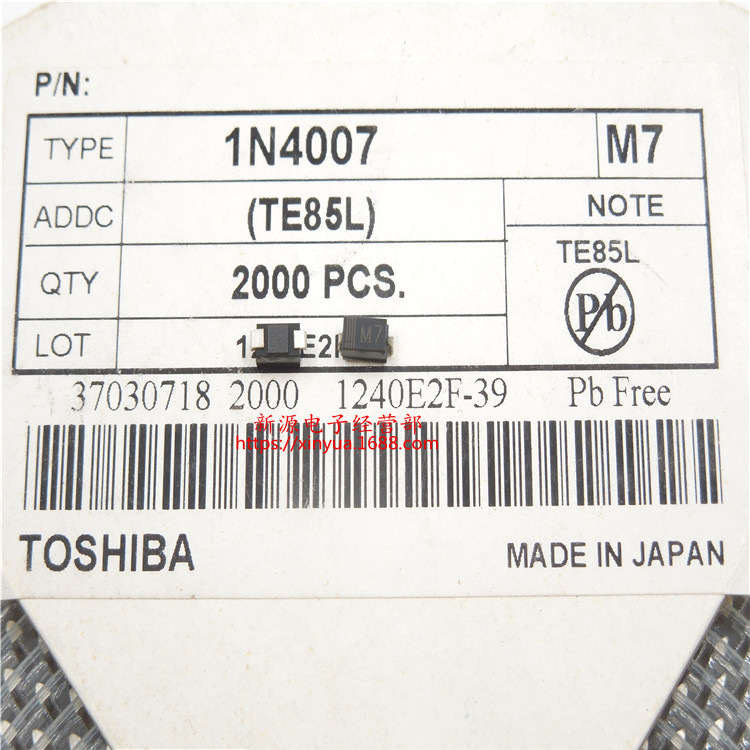 P/N:
TYPE 1N4007 M7
ADDC (TE85L) NOTE
QTY 2000 PCS. TE85L
Pb
LOT M7
37030718 2000 1240E2F-39 Pb Free
新源电子经营部
https://xinyua.1688.com
TOSHIBA MADE IN JAPAN